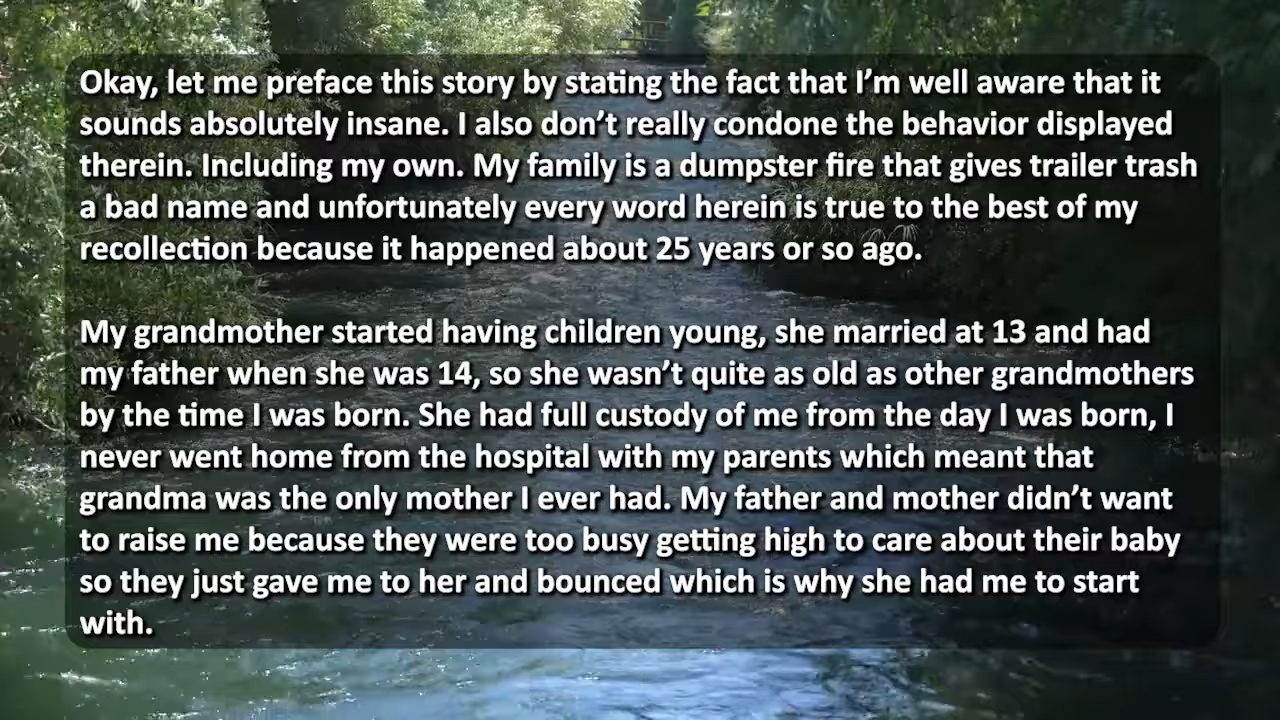 Okay, let me preface this story by stating the fact that I’m well aware that it
sounds absolutely insane. I also don’t really condone the behavior displayed
therein. Including my own. My family is a dumpster fire that gives trailer trash
a bad name and unfortunately every word herein is true to the best of my
recollection because it happened about 25 years or so ago.
My grandmother started having children young, she married at 13 and had
my father when she was 14, so she wasn’t quite as old as other grandmothers
by the time I was born. She had full custody of me from the day I was born, I
never went home from the hospital with my parents which meant that
grandma was the only mother I ever had. My father and mother didn’t want
to raise me because they were too busy getting high to care about their baby
so they just gave me to her and bounced which is why she had me to start
with.